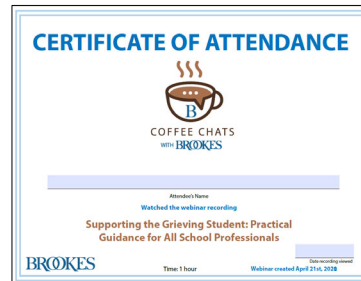 CERTIFICATE OF ATTENDANCE
B
COFFEE CHATS
WITH BROOKES
Attendee's Name
Watched the webinar recording
Supporting the Grieving Student: Practical
Guidance for All School Professionals
Date recording viewed
BROOKES
Time: 1 hour
Webinar created April 21st,